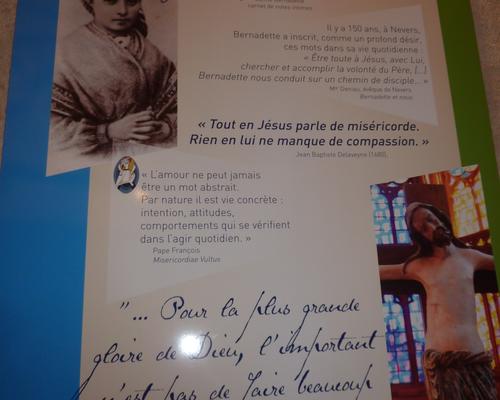 carnet de notes intimes
Il y a 150 ans, à Nevers,
Bernadette a inscrit, comme un profond désir,
ces mots dans sa vie quotidienne :
« Être toute à Jésus, avec Lui,
chercher et accomplir la volonté du Père, [...]
Bernadette nous conduit sur un chemin de disciple... »
Mgr Deniau, évêque de Nevers
Bernadette et nous
« Tout en Jésus parle de miséricorde.
Rien en lui ne manque de compassion. »
Jean Baptiste Delaveyne (1680).
« L'amour ne peut jamais
être un mot abstrait.
Par nature il est vie concrète :
intention, attitudes,
comportements qui se vérifient
dans l'agir quotidien. »
Pape François
Misericordiae Vultus
"... Pour la plus grande
gloire de Dieu, l'important
n'est pas de faire beaucoup